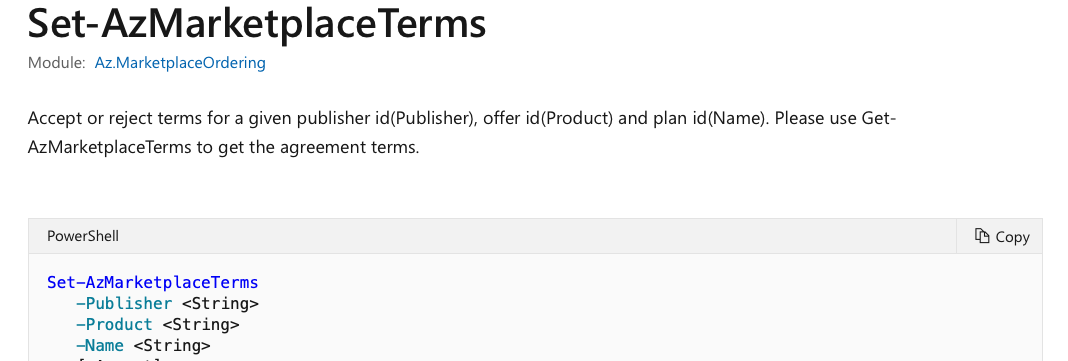 Set-AzMarketplaceTerms
Module: Az.MarketplaceOrdering
Accept or reject terms for a given publisher id(Publisher), offer id(Product) and plan id(Name). Please use Get-
AzMarketplaceTerms to get the agreement terms.
PowerShell
Copy
Set-AzMarketplaceTerms
-Publisher <String>
-Product <String>
-Name <String>